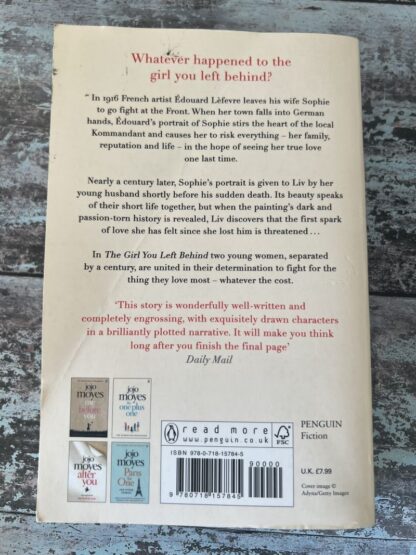 Whatever happened to the
girl you left behind?
In 1916 French artist Édouard Lèfevre leaves his wife Sophie
to go fight at the Front. When her town falls into German
hands, Édouard's portrait of Sophie stirs the heart of the local
Kommandant and causes her to risk everything – her family,
reputation and life – in the hope of seeing her true love
one last time.
Nearly a century later, Sophie's portrait is given to Liv by her
young husband shortly before his sudden death. Its beauty speaks
of their short life together, but when the painting's dark and
passion-torn history is revealed, Liv discovers that the first spark
of love she has felt since she lost him is threatened . . .
In The Girl You Left Behind two young women, separated
by a century, are united in their determination to fight for the
thing they love most – whatever the cost.
'This story is wonderfully well-written and
completely engrossing, with exquisitely drawn characters
in a brilliantly plotted narrative. It will make you think
long after you finish the final page'
Daily Mail
jojo
moyes
me
before you
jojo
moyes
the
one plus one
jojo
moyes
after
you
jojo
moyes
Paris
for One
read more
www.penguin.co.uk
FSC
PENGUIN
Fiction
ISBN 978-0-718-15784-5
90000
9 780718 157845
U.K. £7.99
Cover image ©
Adyna/Getty Images